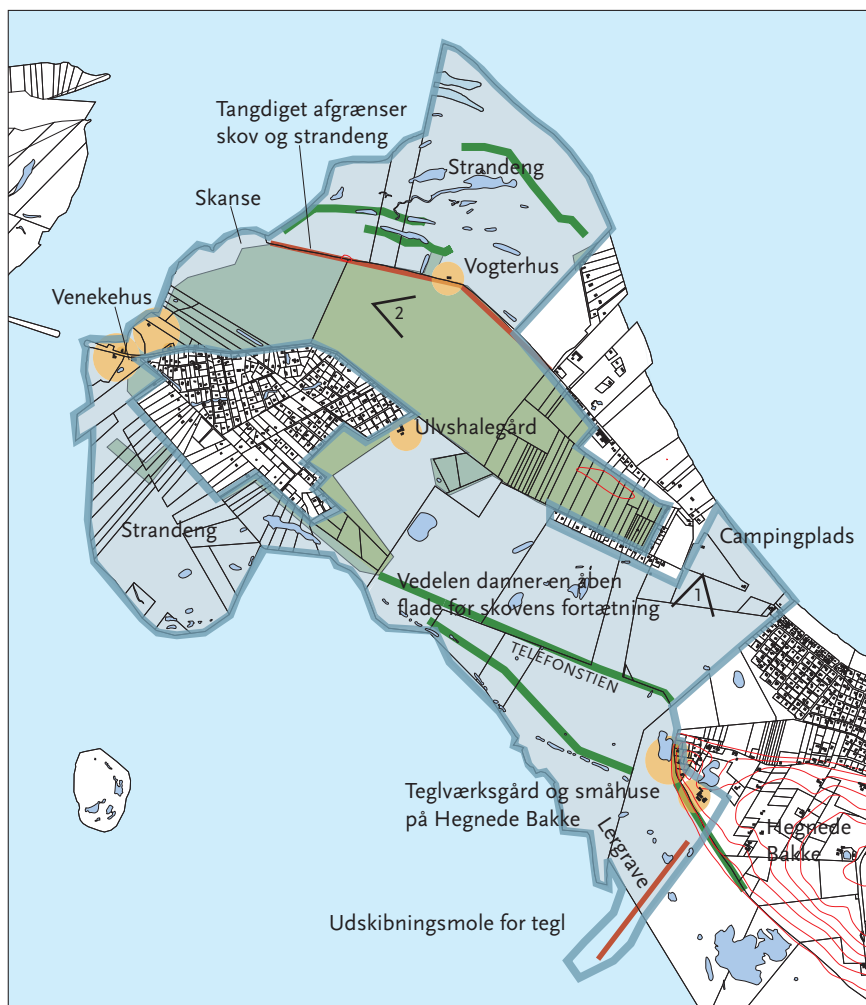 Tangdiget afgrænser
skov og strandeng
Strandeng
Skanse
Vogterhus
Venekehus
2
Ulvshalegård
Strandeng
Campingplads
Vedelen danner en åben
flade før skovens fortætning
1
TELEFONSTIEN
Teglværksgård og småhuse
på Hegnede Bakke
Hegnede
Bakke
Lergrave
Udskibningsmole for tegl